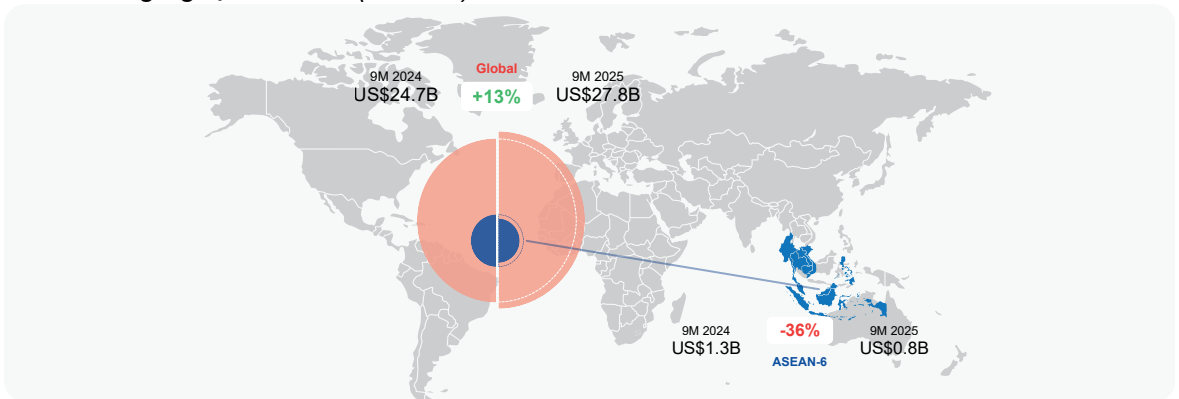 9M 2024
US$24.7B
Global
+13%
9M 2025
US$27.8B
9M 2024
US$1.3B
-36%
ASEAN-6
9M 2025
US$0.8B